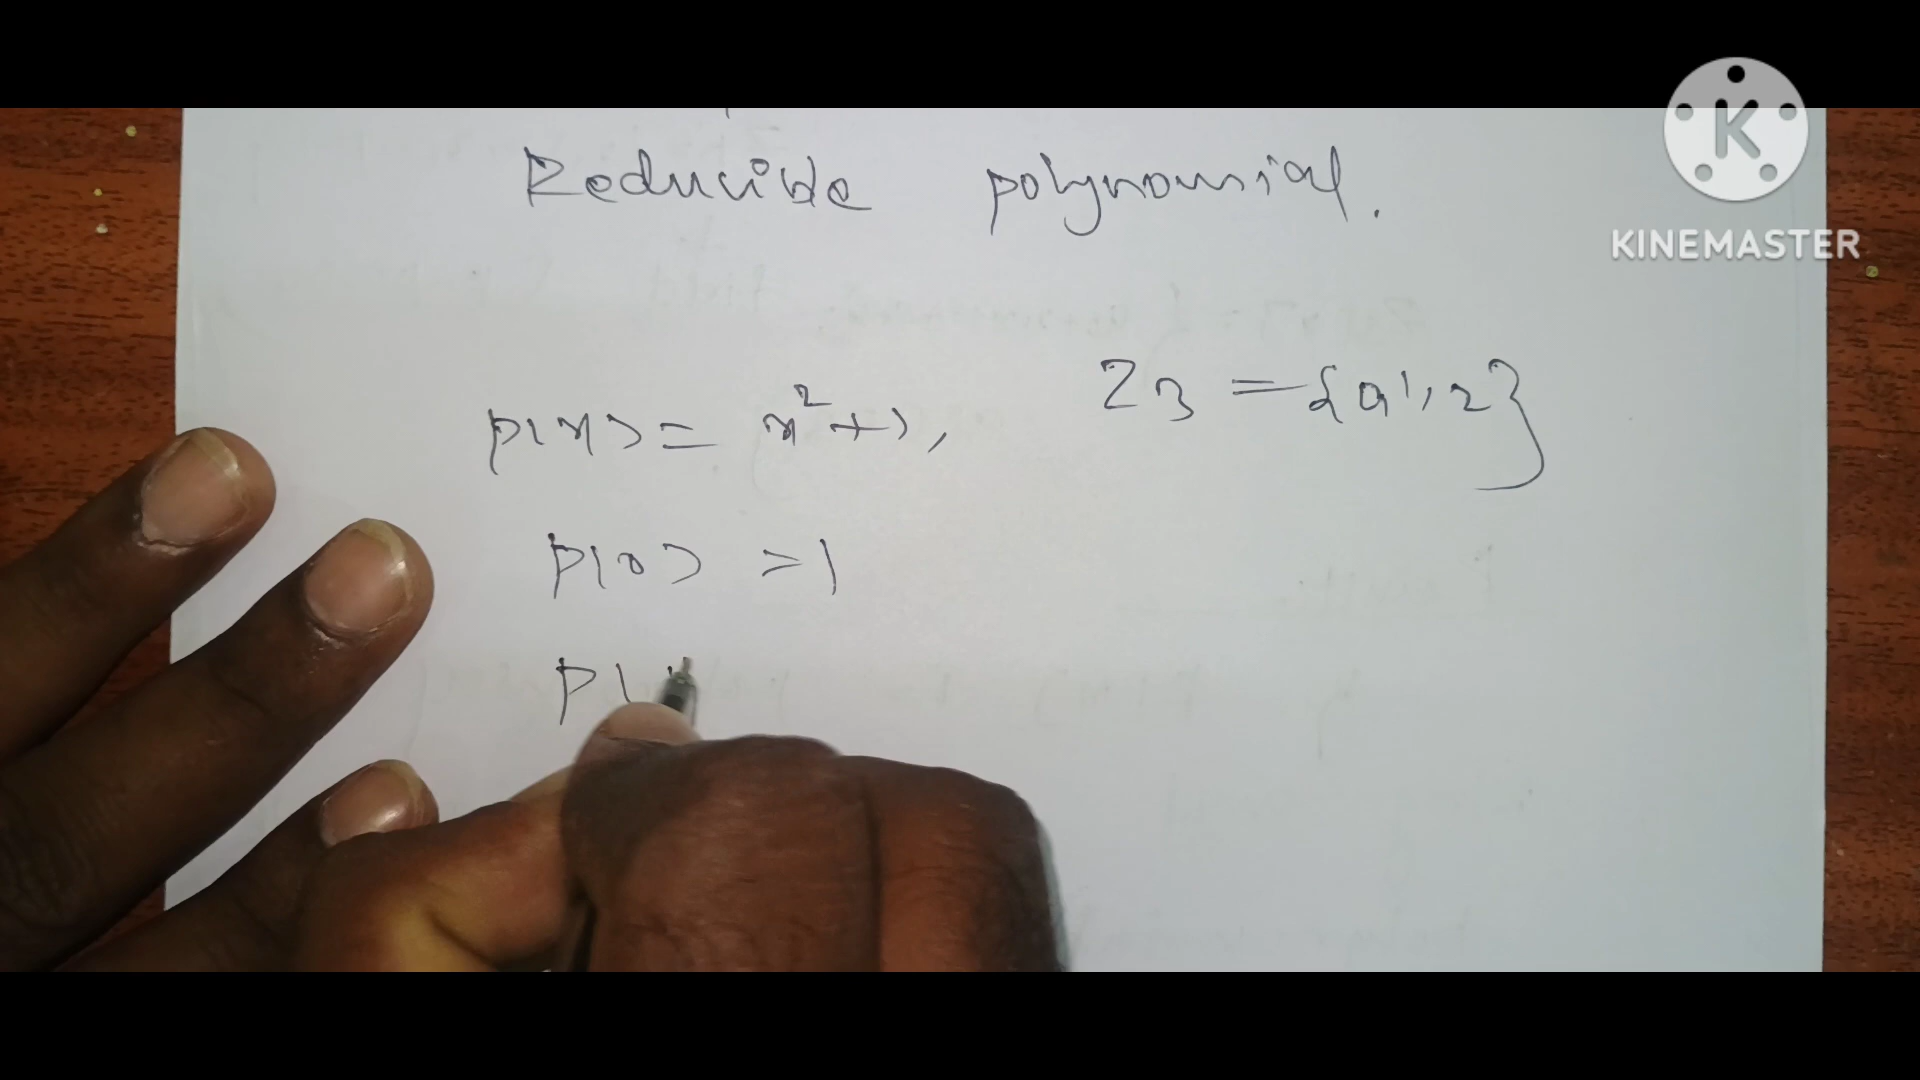 Reducible polynomial.
K
KINEMASTER
Z3 = {0,1,2}
p(x) = x²+1,
p(0) = 1
p(